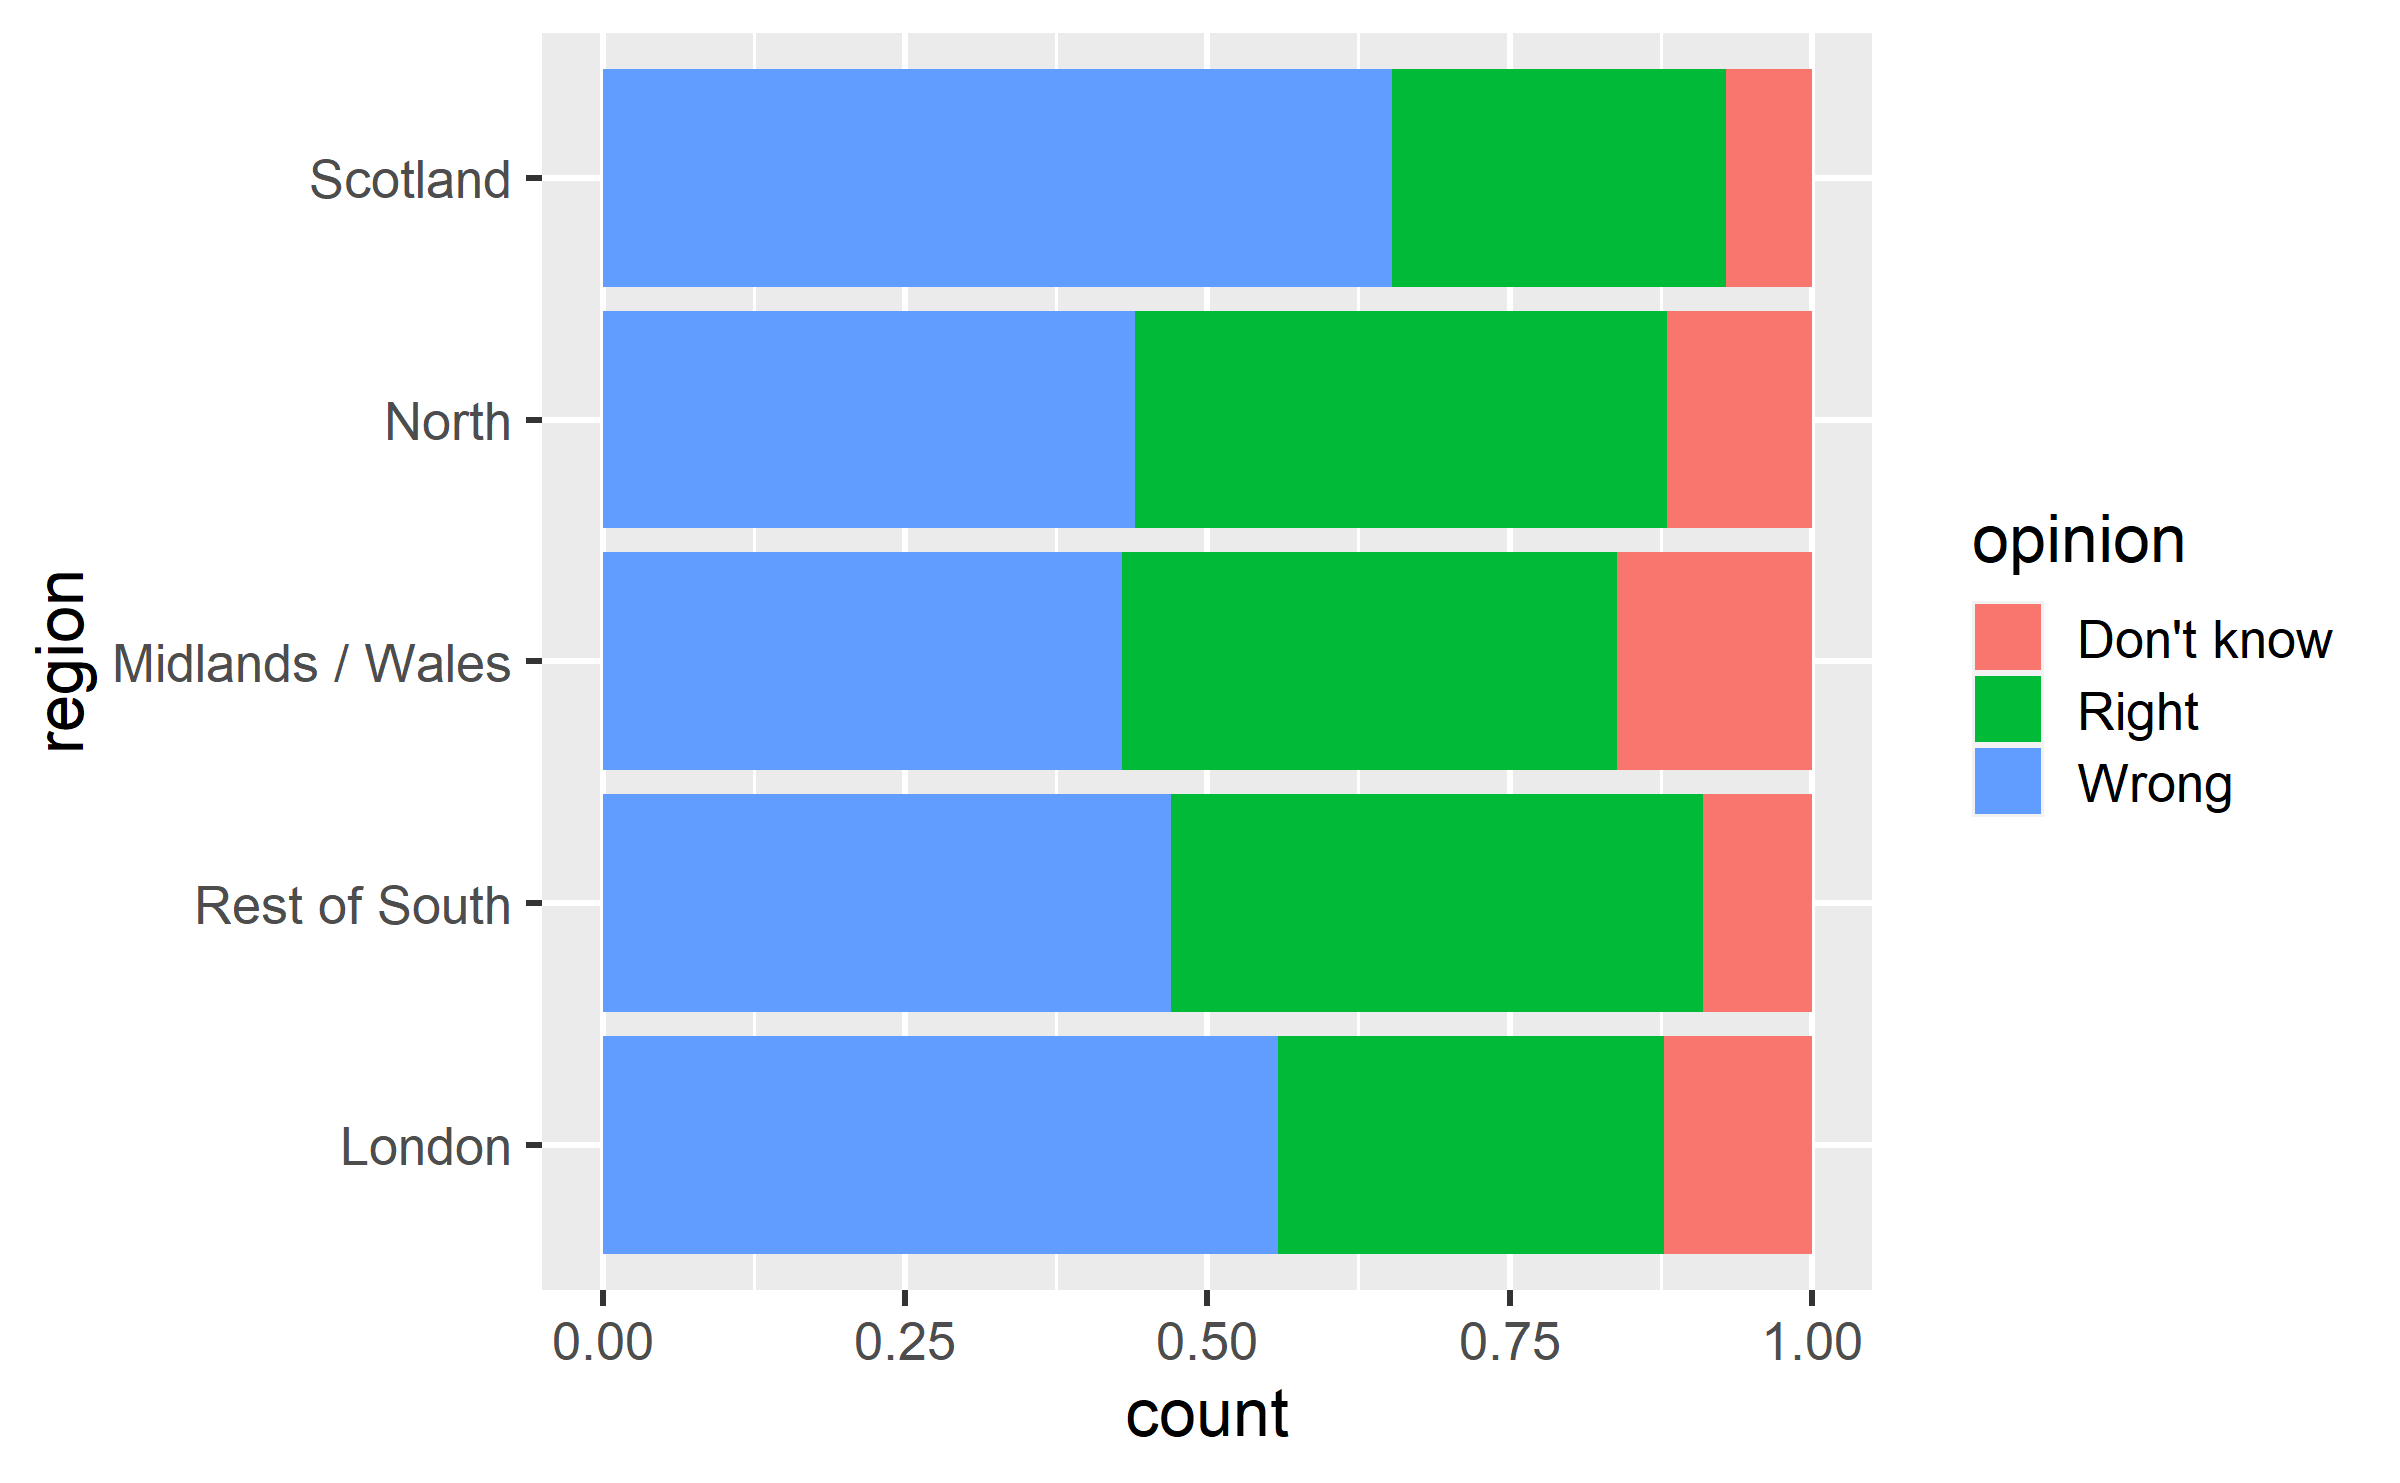 region
Scotland
North
Midlands / Wales
Rest of South
London
0.00 0.25 0.50 0.75 1.00
count
opinion
Don't know
Right
Wrong